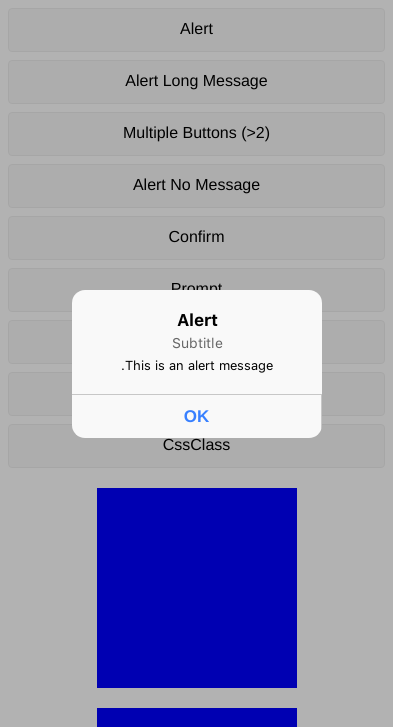 Alert
Alert Long Message
Multiple Buttons (>2)
Alert No Message
Confirm
Prompt
Alert
Subtitle
.This is an alert message
OK
CssClass